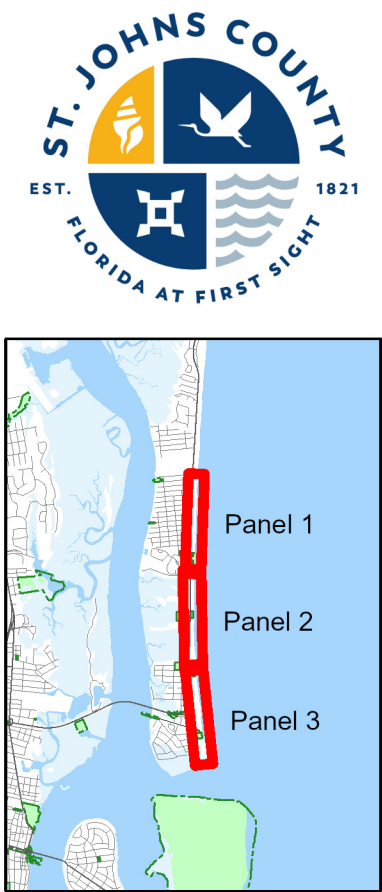 ST. JOHNS COUNTY
EST. 1821
FLORIDA AT FIRST SIGHT
Panel 1
Panel 2
Panel 3